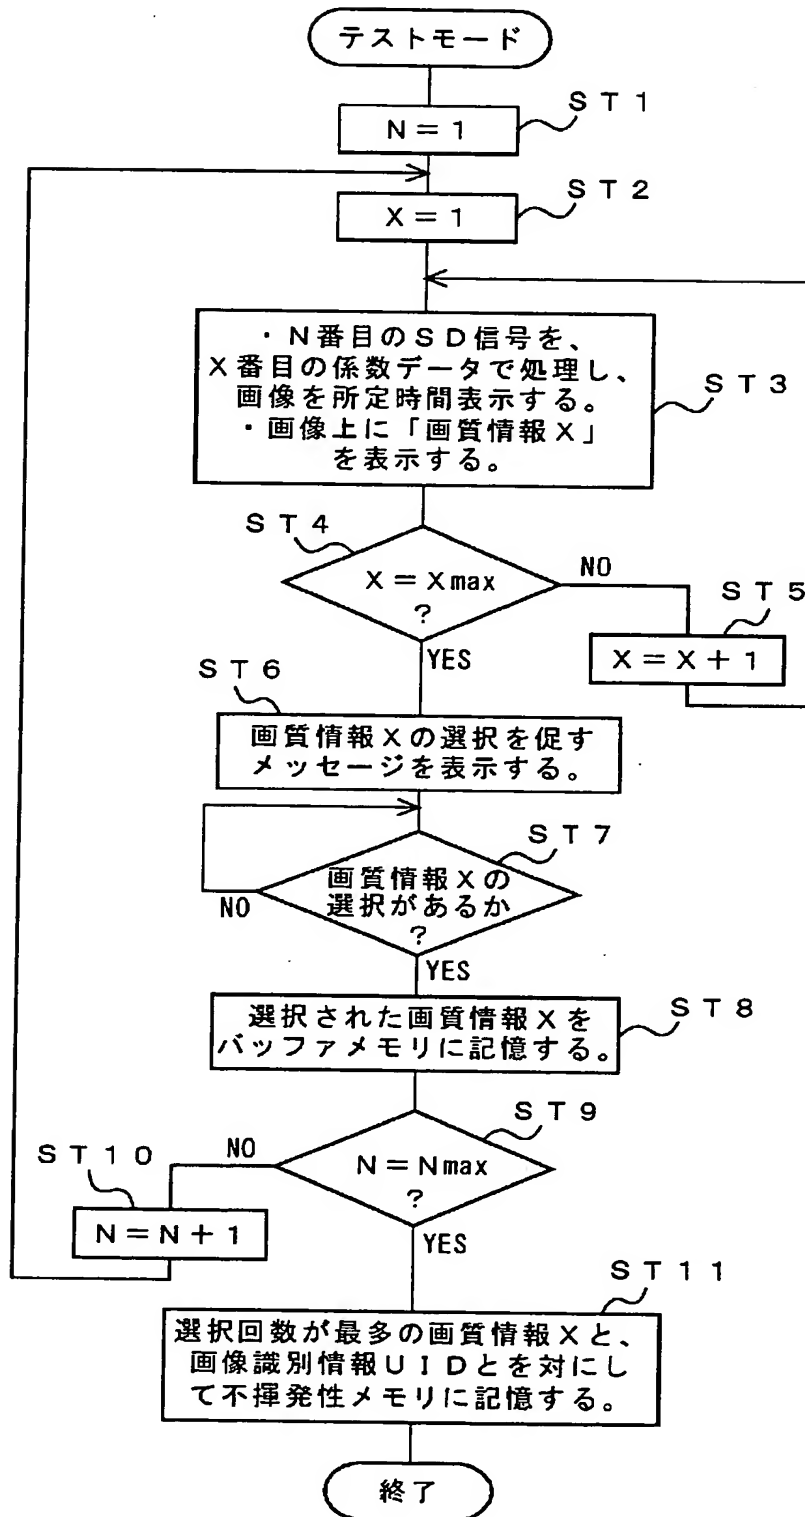 テストモード
ST1
N=1
ST2
X=1
・N番目のSD信号を、
X番目の係数データで処理し、
画像を所定時間表示する。
・画像上に「画質情報X」
を表示する。
ST3
ST4
X=Xmax
?
NO
YES
ST5
X=X+1
ST6
画質情報Xの選択を促す
メッセージを表示する。
ST7
画質情報Xの
選択があるか
?
NO
YES
選択された画質情報Xを
バッファメモリに記憶する。
ST8
ST9
N=Nmax
?
NO
YES
ST10
N=N+1
ST11
選択回数が最多の画質情報Xと、
画像識別情報UIDとを対にし
て不揮発性メモリに記憶する。
終了